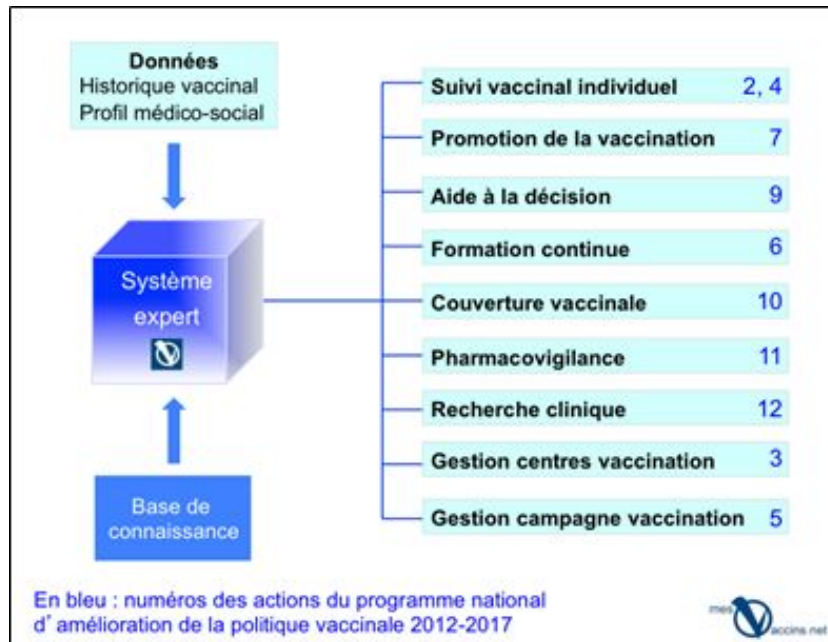 Données
Historique vaccinal
Profil médico-social
Système
expert
Base de
connaissance
Suivi vaccinal individuel 2, 4
Promotion de la vaccination 7
Aide à la décision 9
Formation continue 6
Couverture vaccinale 10
Pharmacovigilance 11
Recherche clinique 12
Gestion centres vaccination 3
Gestion campagne vaccination 5
En bleu : numéros des actions du programme national
d' amélioration de la politique vaccinale 2012-2017
mes
Vaccins.net